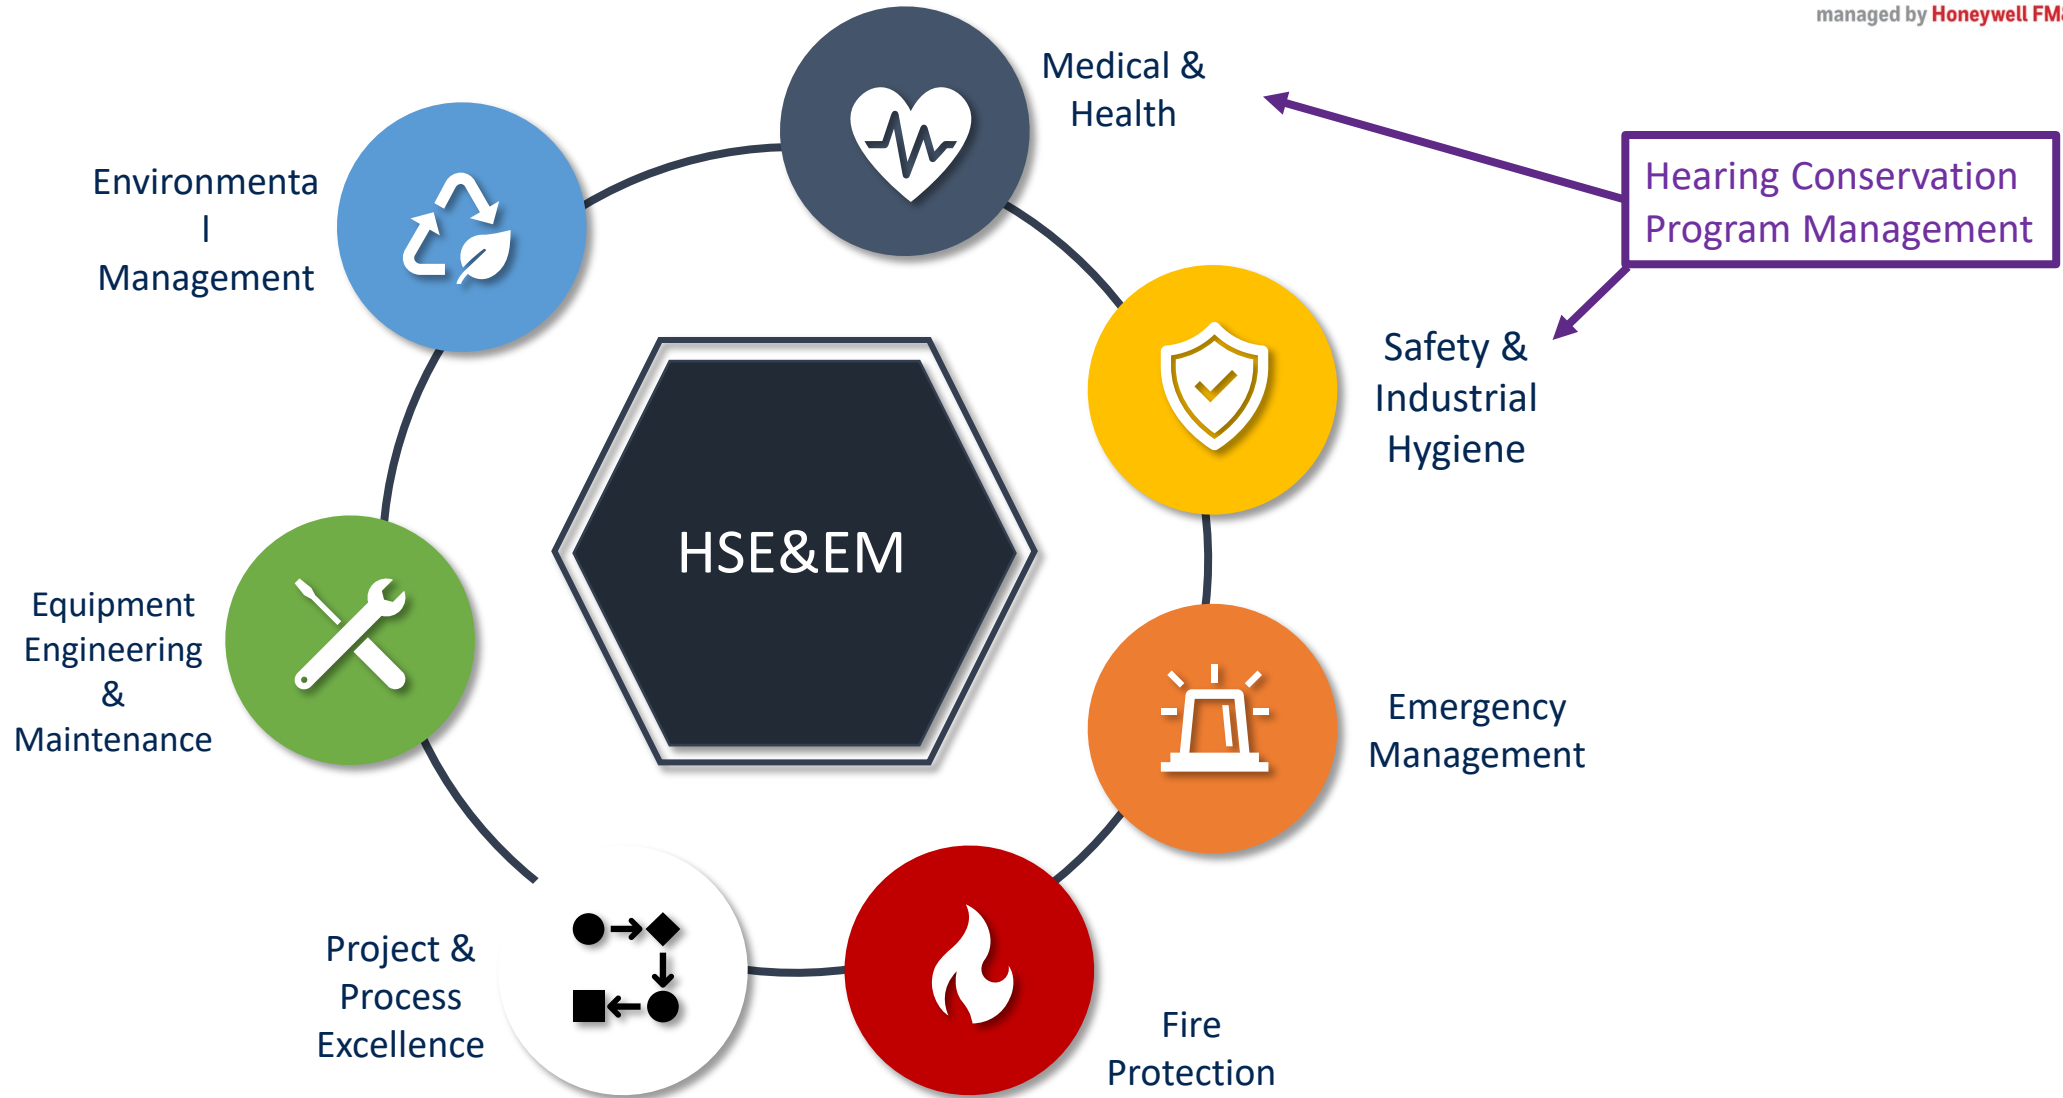 managed by Honeywell FM&
Medical &
Health
Hearing Conservation
Program Management
Environmenta
l
Management
Safety &
Industrial
Hygiene
HSE&EM
Equipment
Engineering
&
Maintenance
Emergency
Management
Project &
Process
Excellence
Fire
Protection